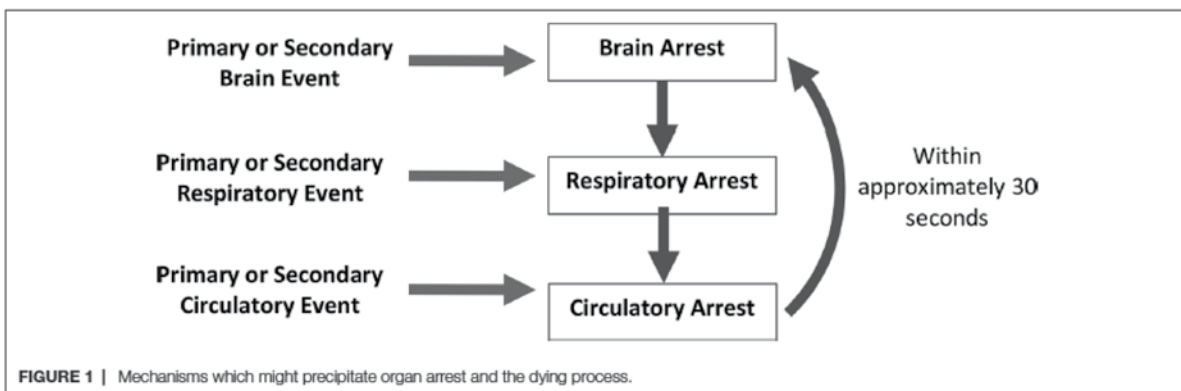 Primary or Secondary
Brain Event
Brain Arrest
Primary or Secondary
Respiratory Event
Respiratory Arrest
Within
approximately 30
seconds
Primary or Secondary
Circulatory Event
Circulatory Arrest
FIGURE 1 | Mechanisms which might precipitate organ arrest and the dying process.